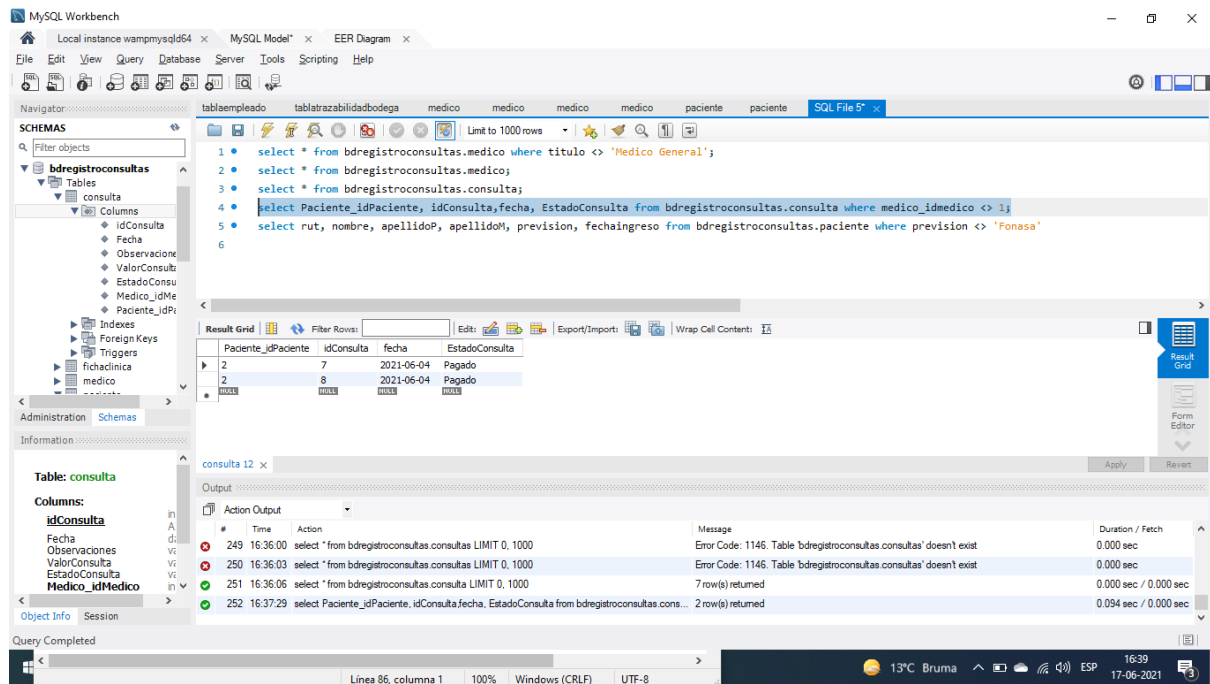 MySQL Workbench
Local instance wampmysqld64 × MySQL Model* × EER Diagram ×
File Edit View Query Database Server Tools Scripting Help
Navigator
SCHEMAS
Filter objects
bdregistroconsultas
Tables
consulta
Columns
idConsulta
Fecha
Observacione
ValorConsulta
EstadoConsu
Medico_idMe
Paciente_idPa
Indexes
Foreign Keys
Triggers
fichaclinica
medico
Administration Schemas
Information
Table: consulta
Columns:
idConsulta in
A
Fecha da
Observaciones va
ValorConsulta va
EstadoConsulta va
Medico_idMedico in
Object Info Session
tablaempleado tablatrazabilidadbodega medico medico medico medico paciente paciente SQL File 5* ×
Limit to 1000 rows
1 select * from bdregistroconsultas.medico where titulo <> 'Medico General';
2 select * from bdregistroconsultas.medico;
3 select * from bdregistroconsultas.consulta;
4 select Paciente_idPaciente, idConsulta,fecha, EstadoConsulta from bdregistroconsultas.consulta where medico_idmedico <> 1;
5 select rut, nombre, apellidoP, apellidoM, prevision, fechaingreso from bdregistroconsultas.paciente where prevision <> 'Fonasa'
6
Result Grid Filter Rows: Edit: Export/Import: Wrap Cell Content:
Paciente_idPaciente idConsulta fecha EstadoConsulta
2 7 2021-06-04 Pagado
2 8 2021-06-04 Pagado
NULL NULL NULL NULL
Result Grid
Form Editor
consulta 12 ×
Apply Revert
Output
Action Output
# Time Action Message Duration / Fetch
249 16:36:00 select * from bdregistroconsultas.consultas LIMIT 0, 1000 Error Code: 1146. Table 'bdregistroconsultas.consultas' doesn't exist 0.000 sec
250 16:36:03 select * from bdregistroconsultas.consultas LIMIT 0, 1000 Error Code: 1146. Table 'bdregistroconsultas.consultas' doesn't exist 0.000 sec
251 16:36:06 select * from bdregistroconsultas.consulta LIMIT 0, 1000 7 row(s) returned 0.000 sec / 0.000 sec
252 16:37:29 select Paciente_idPaciente, idConsulta,fecha, EstadoConsulta from bdregistroconsultas.cons... 2 row(s) returned 0.094 sec / 0.000 sec
Query Completed
Línea 86, columna 1 100% Windows (CRLF) UTF-8
13°C Bruma ESP 16:39
17-06-2021
3